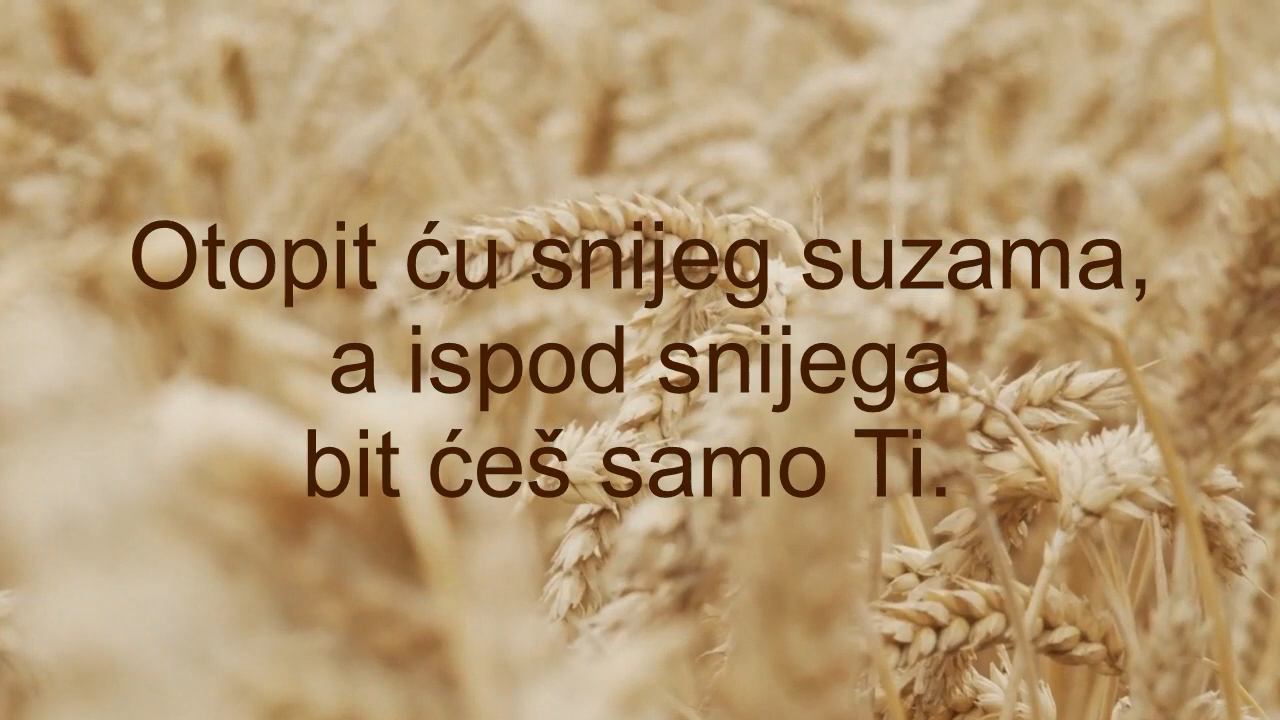 Otopit ću snijeg suzama,
a ispod snijega
bit ćeš samo Ti.